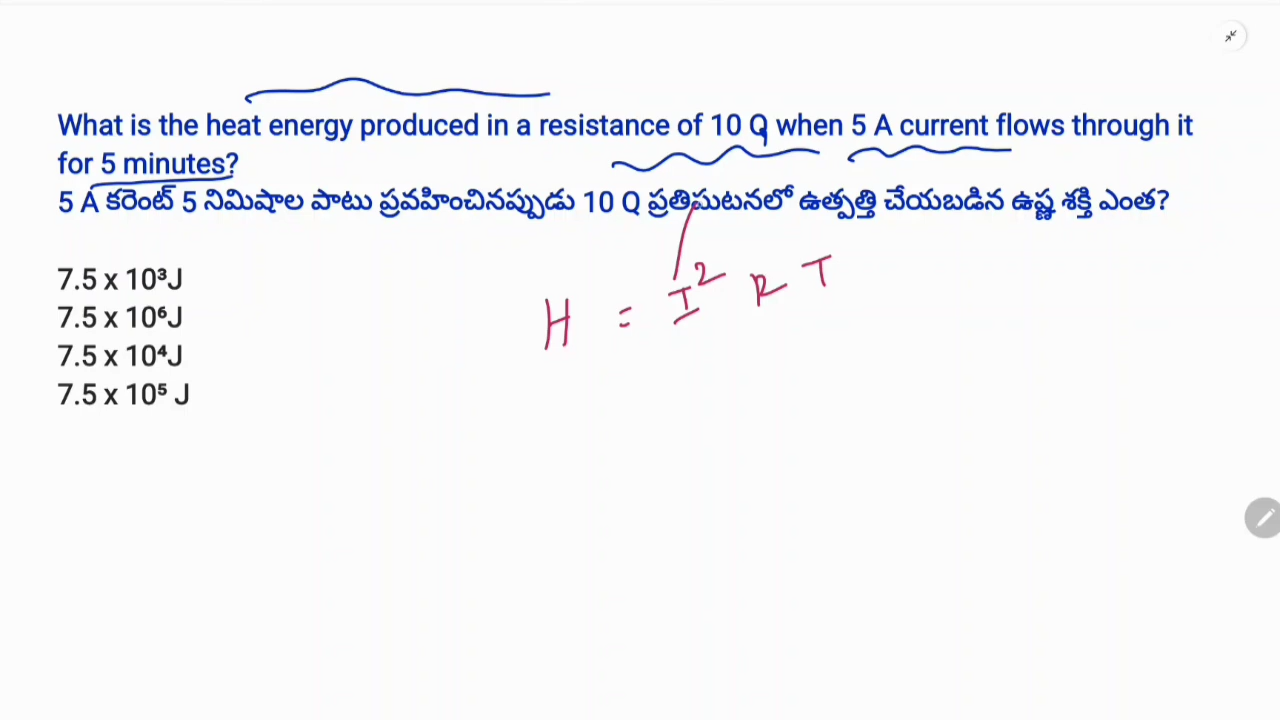 What is the heat energy produced in a resistance of 10 Q when 5 A current flows through it
for 5 minutes?
5 A కరెంట్ 5 నిమిషాల పాటు ప్రవహించినప్పుడు 10 Q ప్రతిఘటనలో ఉత్పత్తి చేయబడిన ఉష్ణ శక్తి ఎంత?
7.5 x 10³J
7.5 x 10⁶J
7.5 x 10⁴J
7.5 x 10⁵ J
H = I² R T